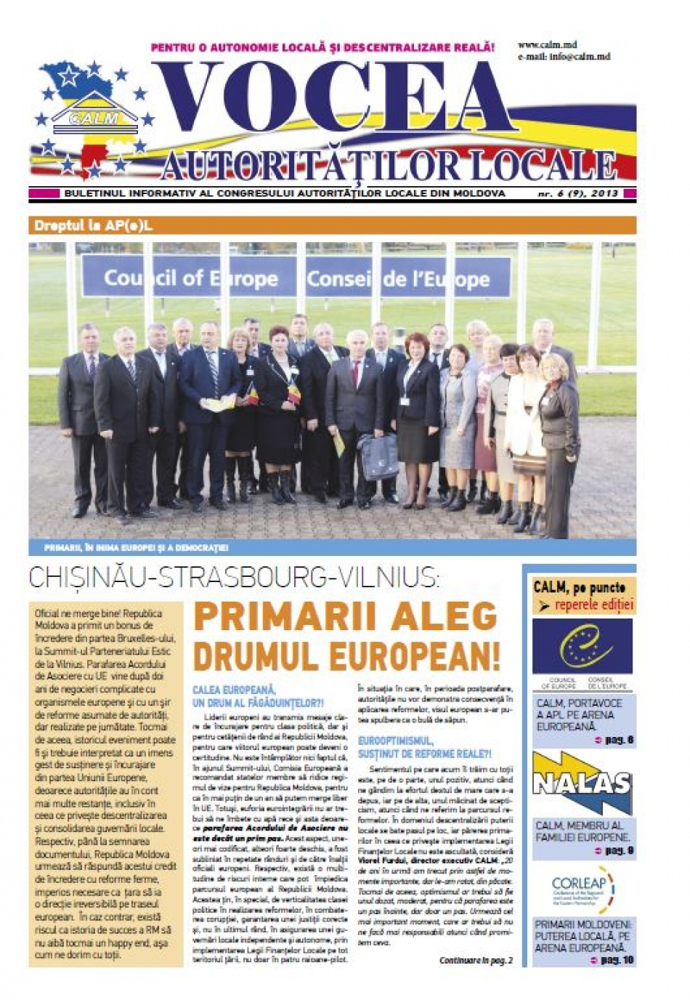 PENTRU O AUTONOMIE LOCALĂ ȘI DESCENTRALIZARE REALĂ!
www.calm.md
e-mail: info@calm.md
CALM
VOCEA
AUTORITĂȚILOR LOCALE
BULETINUL INFORMATIV AL CONGRESULUI AUTORITĂȚILOR LOCALE DIN MOLDOVA
nr. 6 (9), 2013
Dreptul la AP(e)L
Council of Europe Conseil de l'Europe
PRIMARII, ÎN INIMA EUROPEI ȘI A DEMOCRAȚIEI
CHIȘINĂU-STRASBOURG-VILNIUS:
PRIMARII ALEG
DRUMUL EUROPEAN!
Oficial ne merge bine! Republica
Moldova a primit un bonus de
încredere din partea Bruxelles-ului,
la Summit-ul Parteneriatului Estic
de la Vilnius. Parafarea Acordului
de Asociere cu UE vine după doi
ani de negocieri complicate cu
organismele europene și cu un șir
de reforme asumate de autorități,
dar realizate pe jumătate. Tocmai
de aceea, istoricul eveniment poate
fi și trebuie interpretat ca un imens
gest de susținere și încurajare
din partea Uniunii Europene,
deoarece autoritățile au în cont
mai multe restanțe, inclusiv în
ceea ce privește descentralizarea
și consolidarea guvernării locale.
Respectiv, până la semnarea
documentului, Republica Moldova
urmează să răspundă acestui credit
de încredere cu reforme ferme,
imperios necesare ca țara să ia
o direcție ireversibilă pe traseul
european. În caz contrar, există
riscul ca istoria de succes a RM să
nu aibă tocmai un happy end, așa
cum ne dorim cu toții.
CALEA EUROPEANĂ,
UN DRUM AL FĂGĂDUINȚELOR?!
Liderii europeni au transmis mesaje cla-
re de încurajare pentru clasa politică, dar și
pentru cetățenii de rând ai Republicii Moldova,
pentru care viitorul european poate deveni o
certitudine. Nu este întâmplător nici faptul că,
în ajunul Summit-ului, Comisia Europeană a
recomandat statelor membre să ridice regi-
mul de vize pentru Republica Moldova, pentru
ca în mai puțin de un an să putem merge liber
în UE. Totuși, euforia eurointegrării nu ar tre-
bui să ne îmbete cu apă rece și asta deoare-
ce parafarea Acordului de Asociere nu
este decât un prim pas. Acest aspect, une-
ori mai codificat, alteori foarte deschis, a fost
subliniat în repetate rânduri și de către înalții
oficiali europeni. Respectiv, există o multi-
tudine de riscuri interne care pot împiedica
parcursul european al Republicii Moldova.
Acestea țin, în special, de verticalitatea clasei
politice în realizarea reformelor, în combate-
rea corupției, garantarea unei justiții corecte
și, nu în ultimul rând, în asigurarea unei gu-
vernări locale independente și autonome, prin
implementarea Legii Finanțelor Locale pe tot
teritoriul țării, nu doar în patru raioane-pilot.
În situația în care, în perioada postparafare,
autoritățile nu vor demonstra consecvență în
aplicarea reformelor, visul european s-ar pu-
tea spulbera ca o bulă de săpun.
EUROOPTIMISMUL,
SUSȚINUT DE REFORME REALE?!
Sentimentul pe care acum îl trăim cu toții
este, pe de o parte, unul pozitiv, atunci când
ne gândim la efortul destul de mare care s-a
depus, iar pe de alta, unul măcinat de scepti-
cism, atunci când ne referim la parcursul re-
formelor. În domeniul descentralizării puterii
locale se bate pasul pe loc, iar părerea prima-
rilor în ceea ce privește implementarea Legii
Finanțelor Locale nu este ascultată, consideră
Viorel Furdui, director executiv CALM: „20
de ani în urmă am trecut prin astfel de mo-
mente importante, dar le-am ratat, din păcate.
Tocmai de aceea, optimismul ar trebui să fie
unul dozat, moderat, pentru că parafarea este
un pas înainte, dar doar un pas. Urmează cel
mai important moment, care ar trebui să nu
ne facă mai responsabili atunci când promi-
tem ceva.
Continuare în pag. 2
CALM, pe puncte
reperele ediției
COUNCIL OF EUROPE CONSEIL DE L'EUROPE
CALM, PORTAVOCE
A APL PE ARENA
EUROPEANĂ.
pag. 6
NALAS
CALM, MEMBRU AL
FAMILIEI EUROPENE.
pag. 9
CORLEAP
Conference of the Regional
and Local Authorities for
the Eastern Partnership
PRIMARII MOLDOVENI:
PUTEREA LOCALĂ, PE
ARENA EUROPEANĂ.
pag. 10